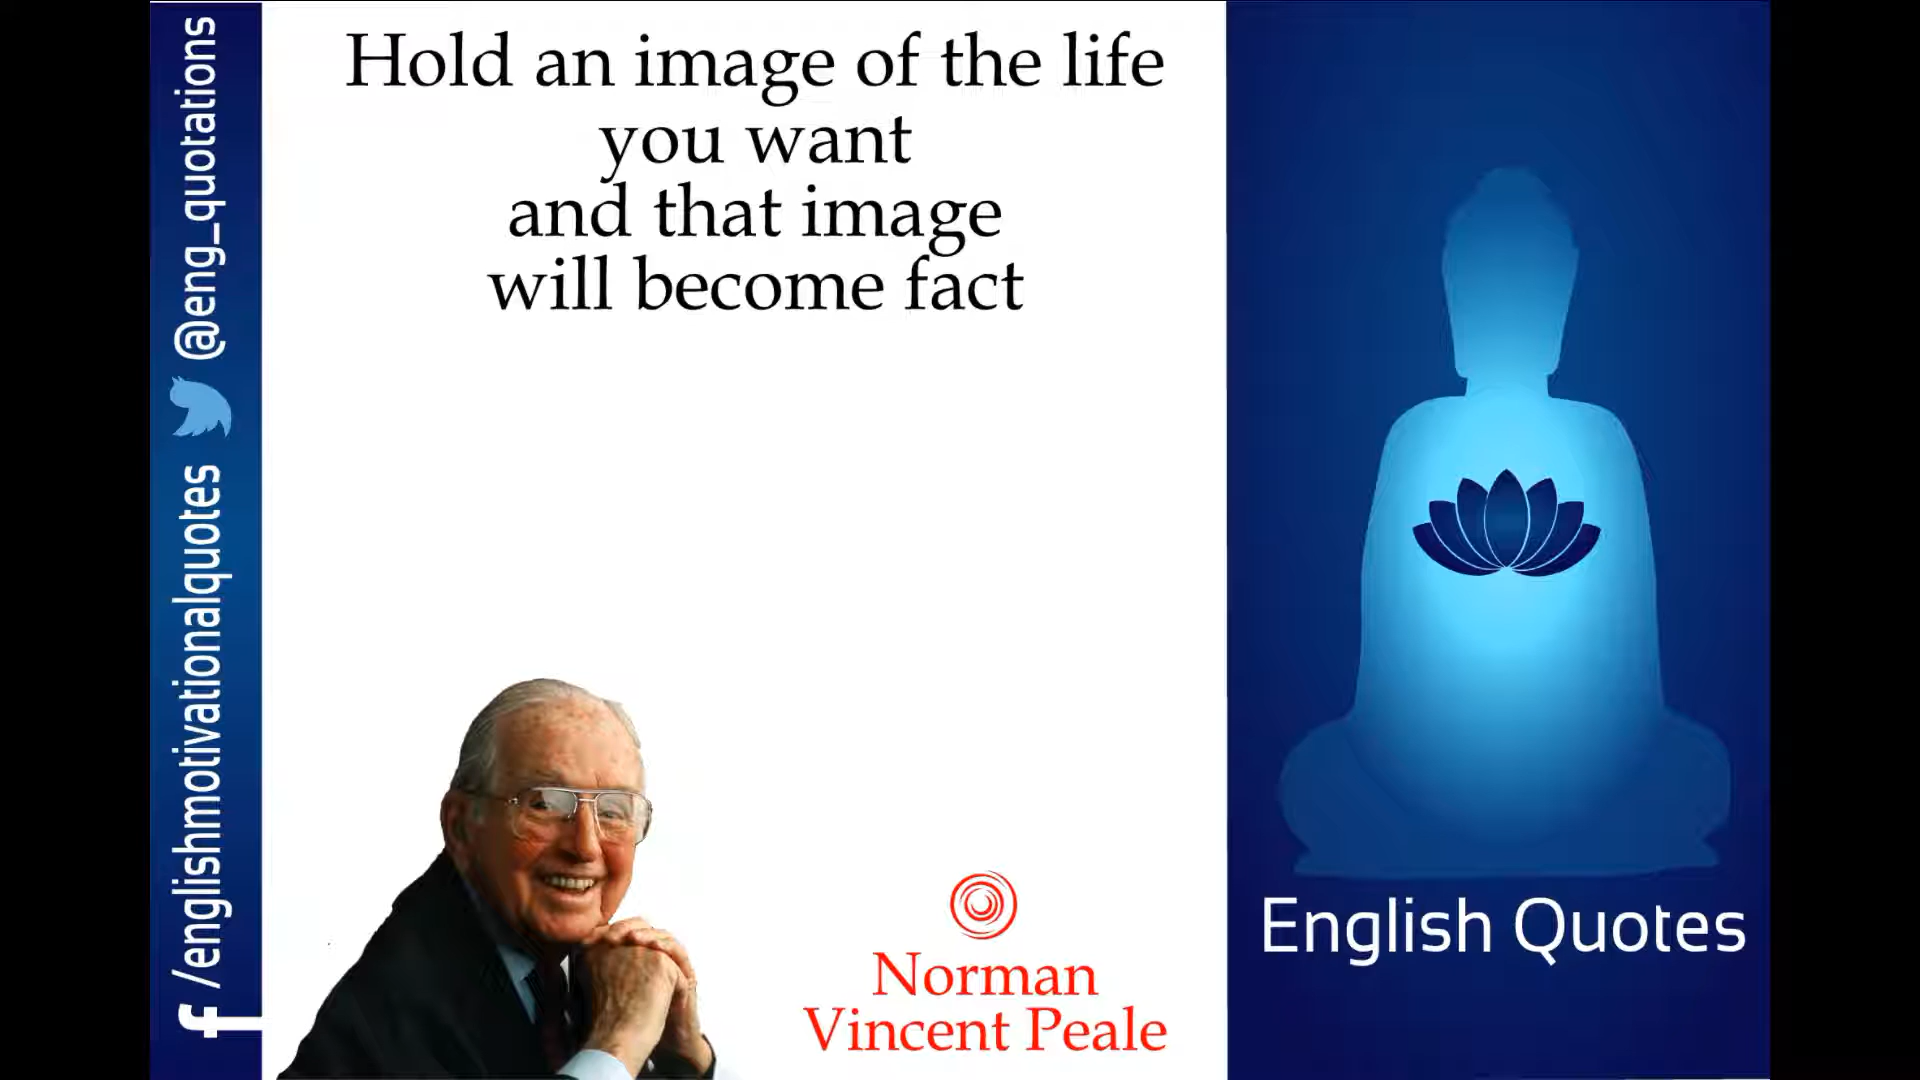 Hold an image of the life
you want
and that image
will become fact
Norman
Vincent Peale
English Quotes
f /englishmotivationalquotes
@eng_quotations